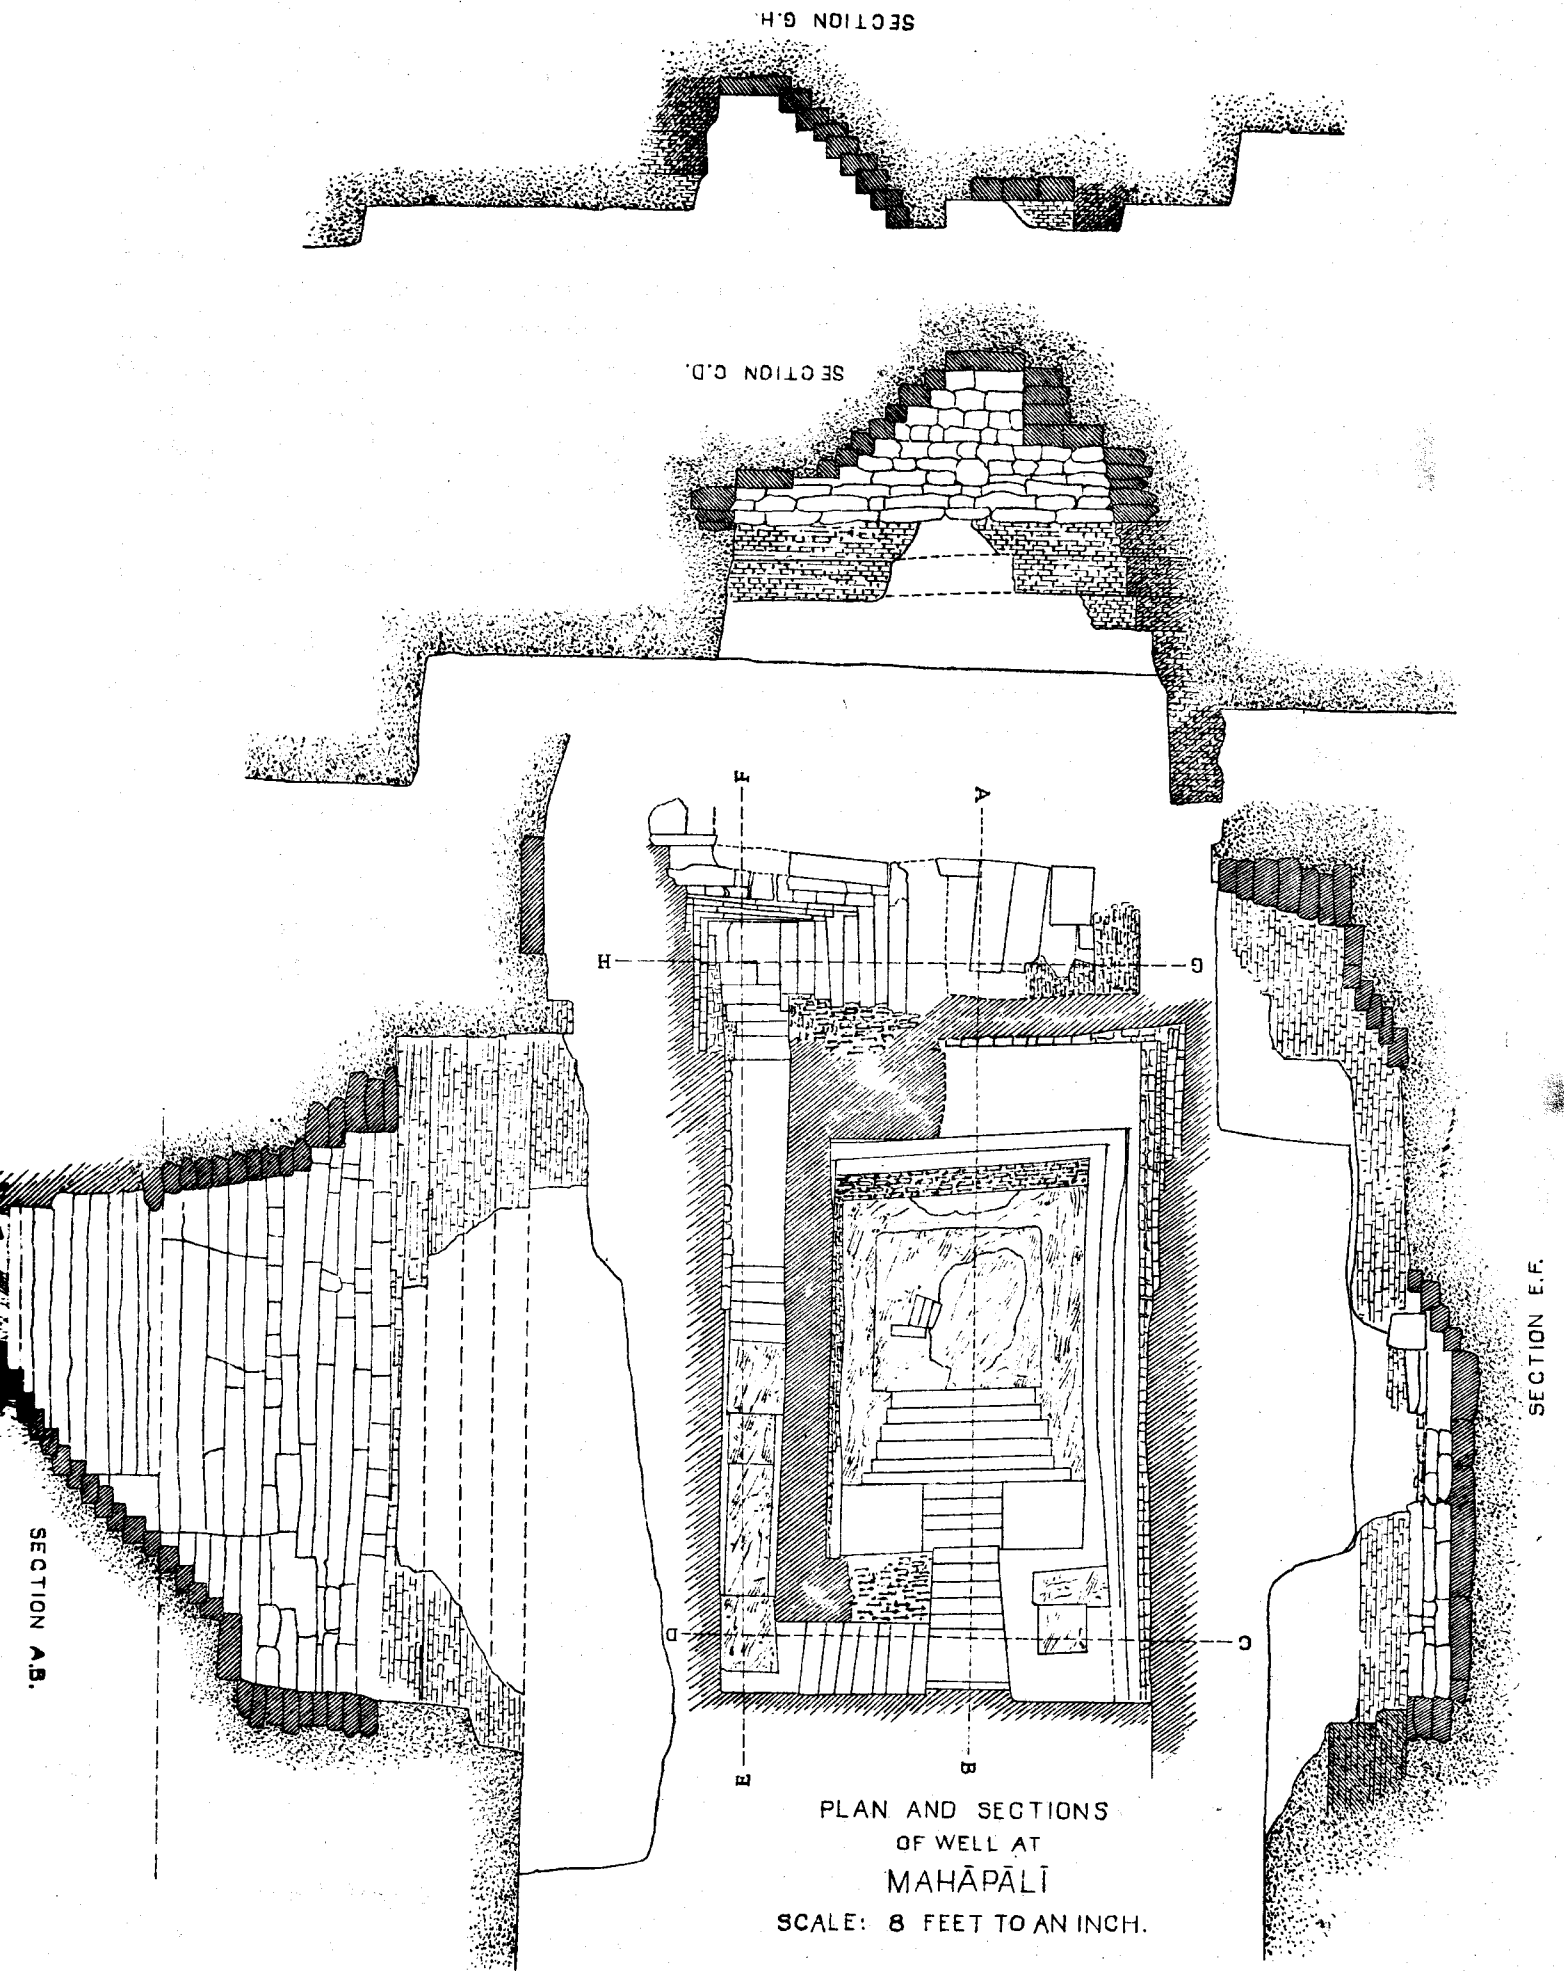 SECTION G.H.
SECTION C.D.
F
A
H
G
SECTION E.F.
SECTION A.B.
D
C
E
B
PLAN AND SECTIONS
OF WELL AT
MAHĀPĀLĪ
SCALE: 8 FEET TO AN INCH.